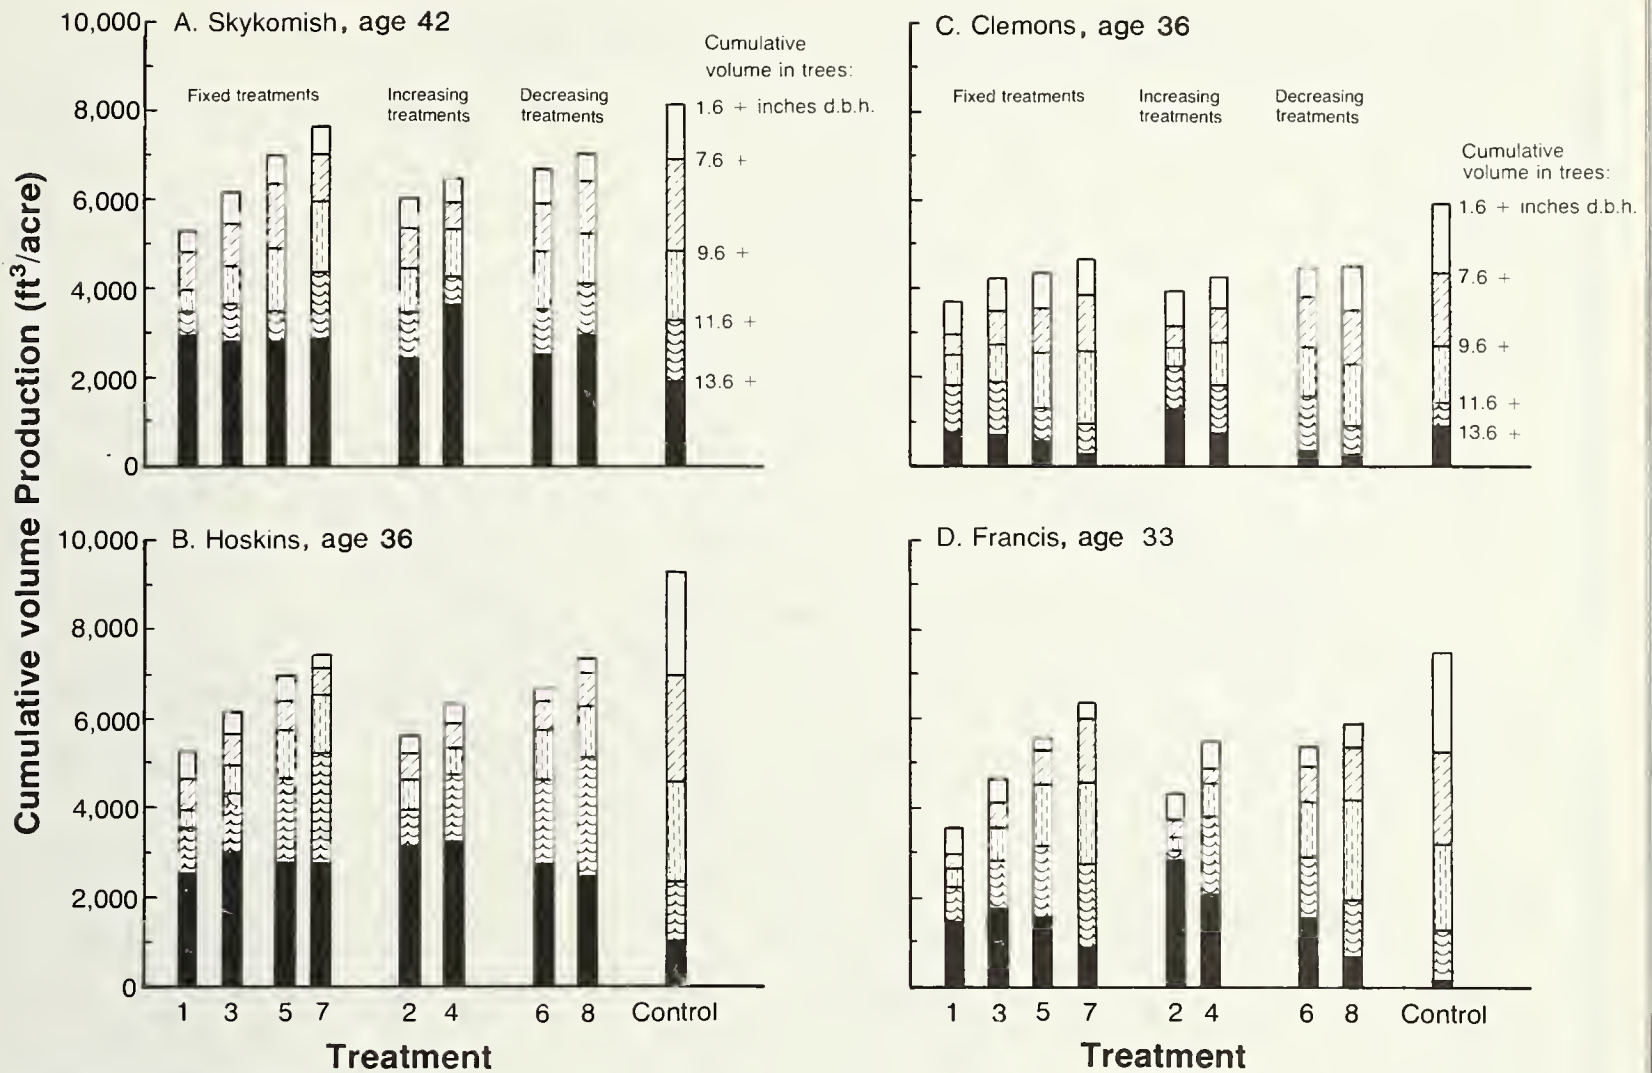 Cumulative volume Production (ft³/acre)
A. Skykomish, age 42
10,000
8,000
6,000
4,000
2,000
0
Fixed treatments
Increasing
treatments
Decreasing
treatments
Cumulative
volume in trees:
1.6 + inches d.b.h.
7.6 +
9.6 +
11.6 +
13.6 +
C. Clemons, age 36
Fixed treatments
Increasing
treatments
Decreasing
treatments
Cumulative
volume in trees:
1.6 + inches d.b.h.
7.6 +
9.6 +
11.6 +
13.6 +
B. Hoskins, age 36
10,000
8,000
6,000
4,000
2,000
0
1 3 5 7 2 4 6 8 Control
Treatment
D. Francis, age 33
1 3 5 7 2 4 6 8 Control
Treatment